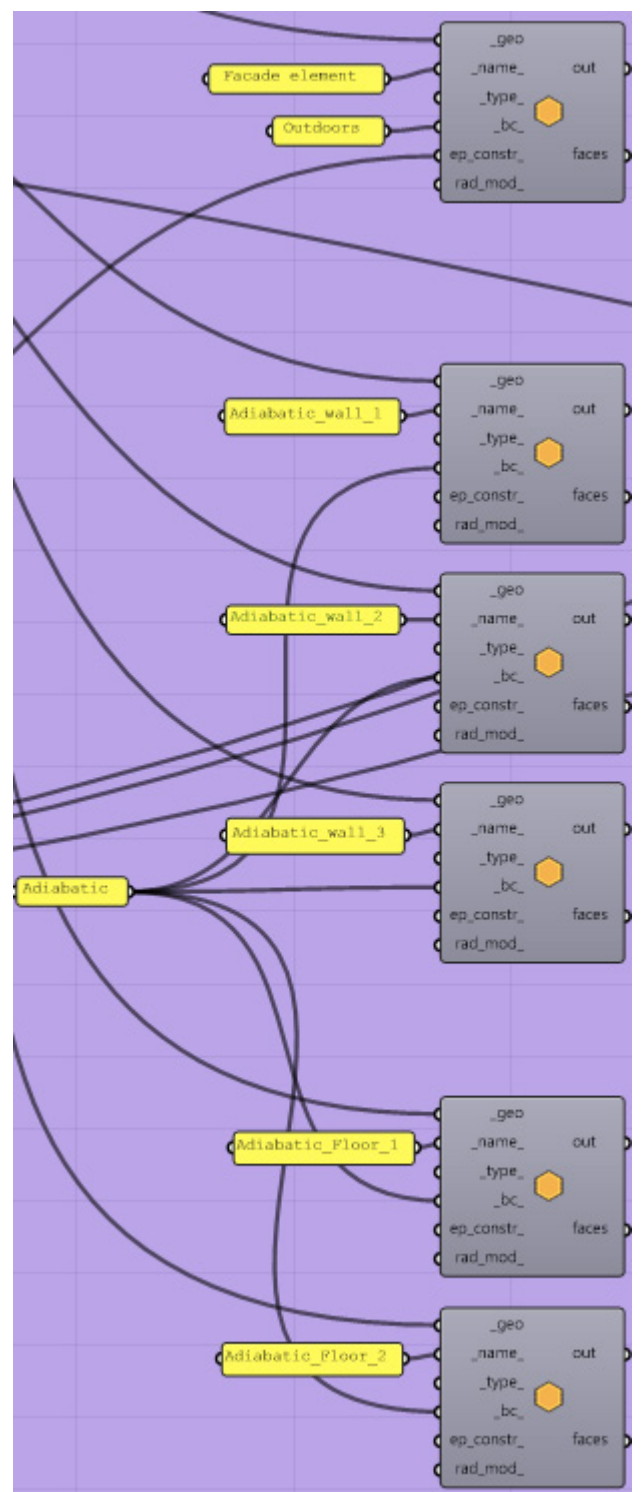 _geo
Facade element
_name_ out
_type_
Outdoors
_bc_
ep_constr_ faces
rad_mod_
_geo
Adiabatic_wall_1
_name_ out
_type_
_bc_
ep_constr_ faces
rad_mod_
_geo
Adiabatic_wall_2
_name_ out
_type_
_bc_
ep_constr_ faces
rad_mod_
_geo
Adiabatic_wall_3
_name_ out
_type_
Adiabatic
_bc_
ep_constr_ faces
rad_mod_
_geo
Adiabatic_Floor_1
_name_ out
_type_
_bc_
ep_constr_ faces
rad_mod_
_geo
Adiabatic_Floor_2
_name_ out
_type_
_bc_
ep_constr_ faces
rad_mod_